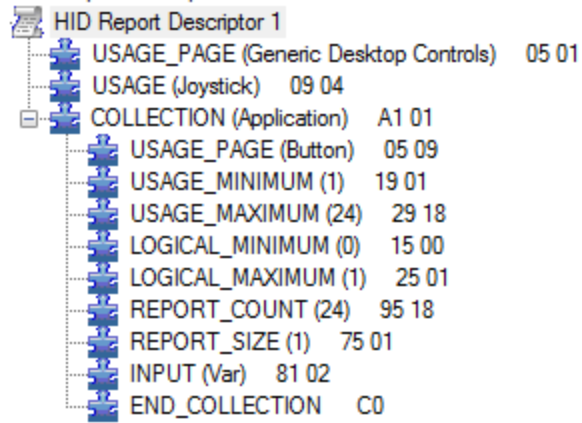 HID Report Descriptor 1
USAGE_PAGE (Generic Desktop Controls) 05 01
USAGE (Joystick) 09 04
COLLECTION (Application) A1 01
USAGE_PAGE (Button) 05 09
USAGE_MINIMUM (1) 19 01
USAGE_MAXIMUM (24) 29 18
LOGICAL_MINIMUM (0) 15 00
LOGICAL_MAXIMUM (1) 25 01
REPORT_COUNT (24) 95 18
REPORT_SIZE (1) 75 01
INPUT (Var) 81 02
END_COLLECTION C0